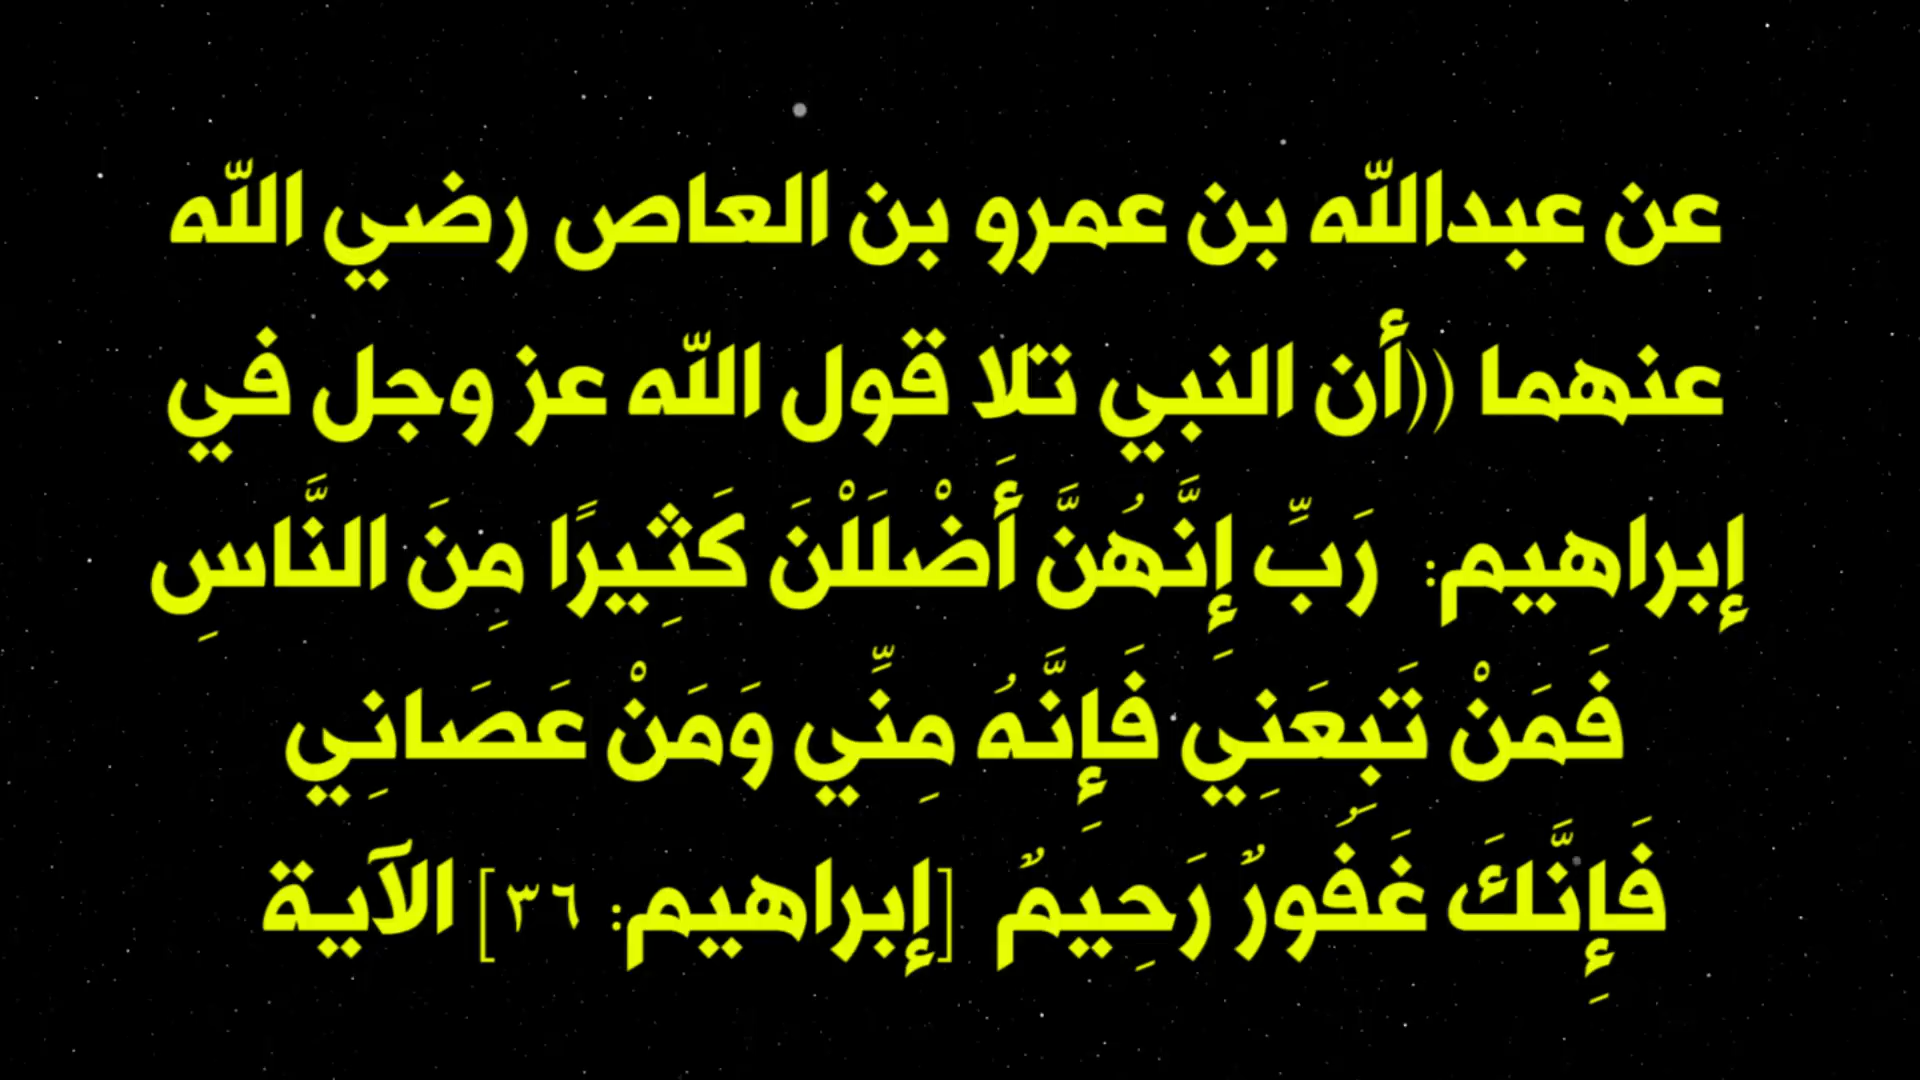 عن عبدالله بن عمرو بن العاص رضي الله
عنهما ((أن النبي تلا قول الله عز وجل في
إبراهيم: رَبِّ إِنَّهُنَّ أَضْلَلْنَ كَثِيرًا مِنَ النَّاسِ
فَمَنْ تَبِعَنِي فَإِنَّهُ مِنِّي وَمَنْ عَصَانِي
فَإِنَّكَ غَفُورٌ رَحِيمٌ [إبراهيم: ٣٦] الآية